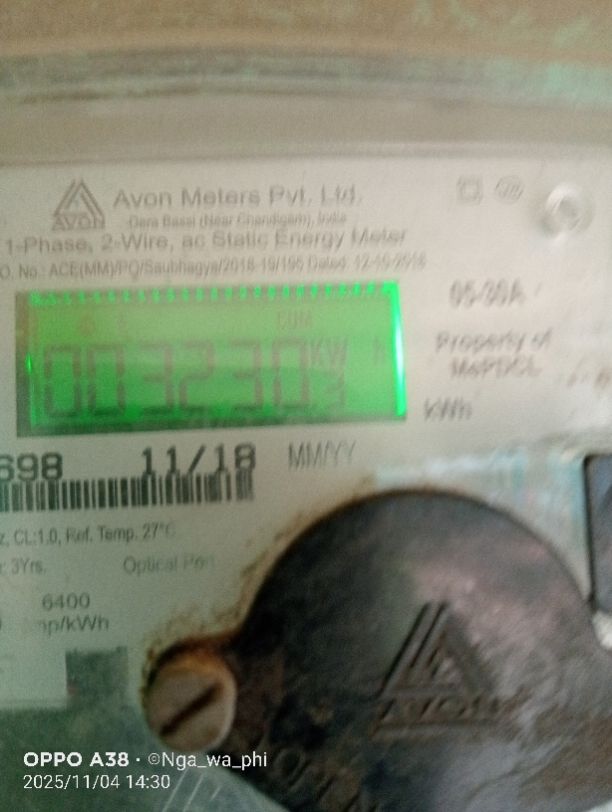 AVON
Avon Meters Pvt. Ltd.
Dera Bassi (Near Chandigarh), India
1-Phase, 2-Wire, ac Static Energy Meter
O. No.: ACE(MM)/PO/Saubhagya/2018-19/195 Dated: 12-10-2018
05-30A
CUM
003230.3
KW h
Property of
MePDCL
kWh
698 11/18 MM/YY
z, CL:1.0, Ref. Temp. 27°C
: 3Yrs. Optical Port
6400
mp/kWh
AVON
OPPO A38 · ©Nga_wa_phi
2025/11/04 14:30